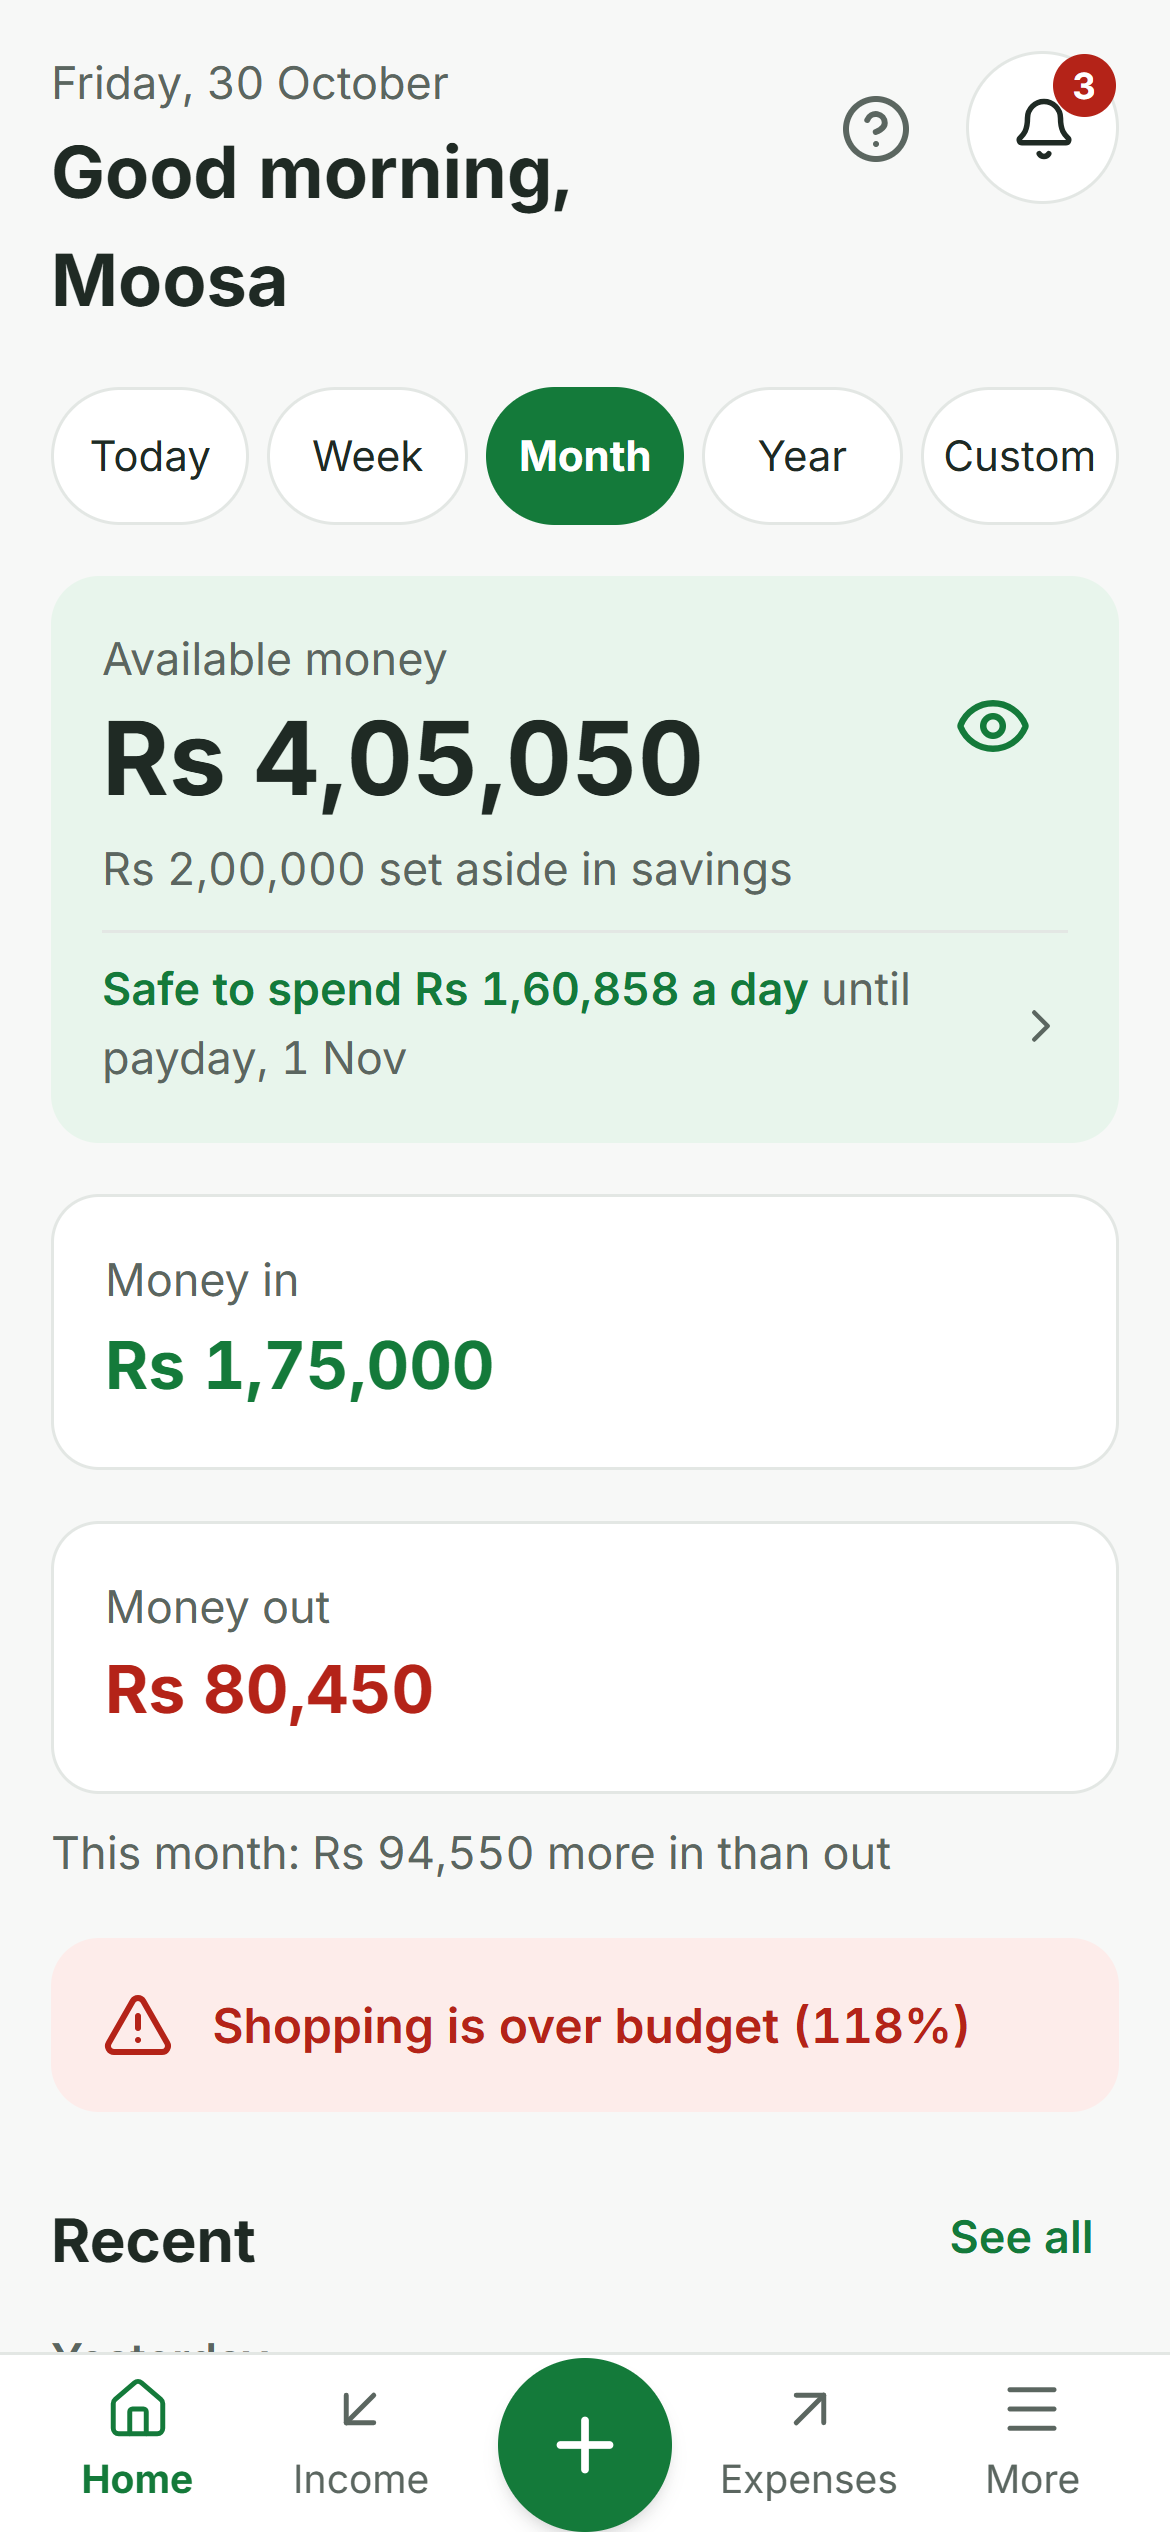 Friday, 30 October
3
Good morning,
Moosa
Today
Week
Month
Year
Custom
Available money
Rs 4,05,050
Rs 2,00,000 set aside in savings
Safe to spend Rs 1,60,858 a day until
payday, 1 Nov
Money in
Rs 1,75,000
Money out
Rs 80,450
This month: Rs 94,550 more in than out
Shopping is over budget (118%)
Recent
See all
Home
Income
Expenses
More